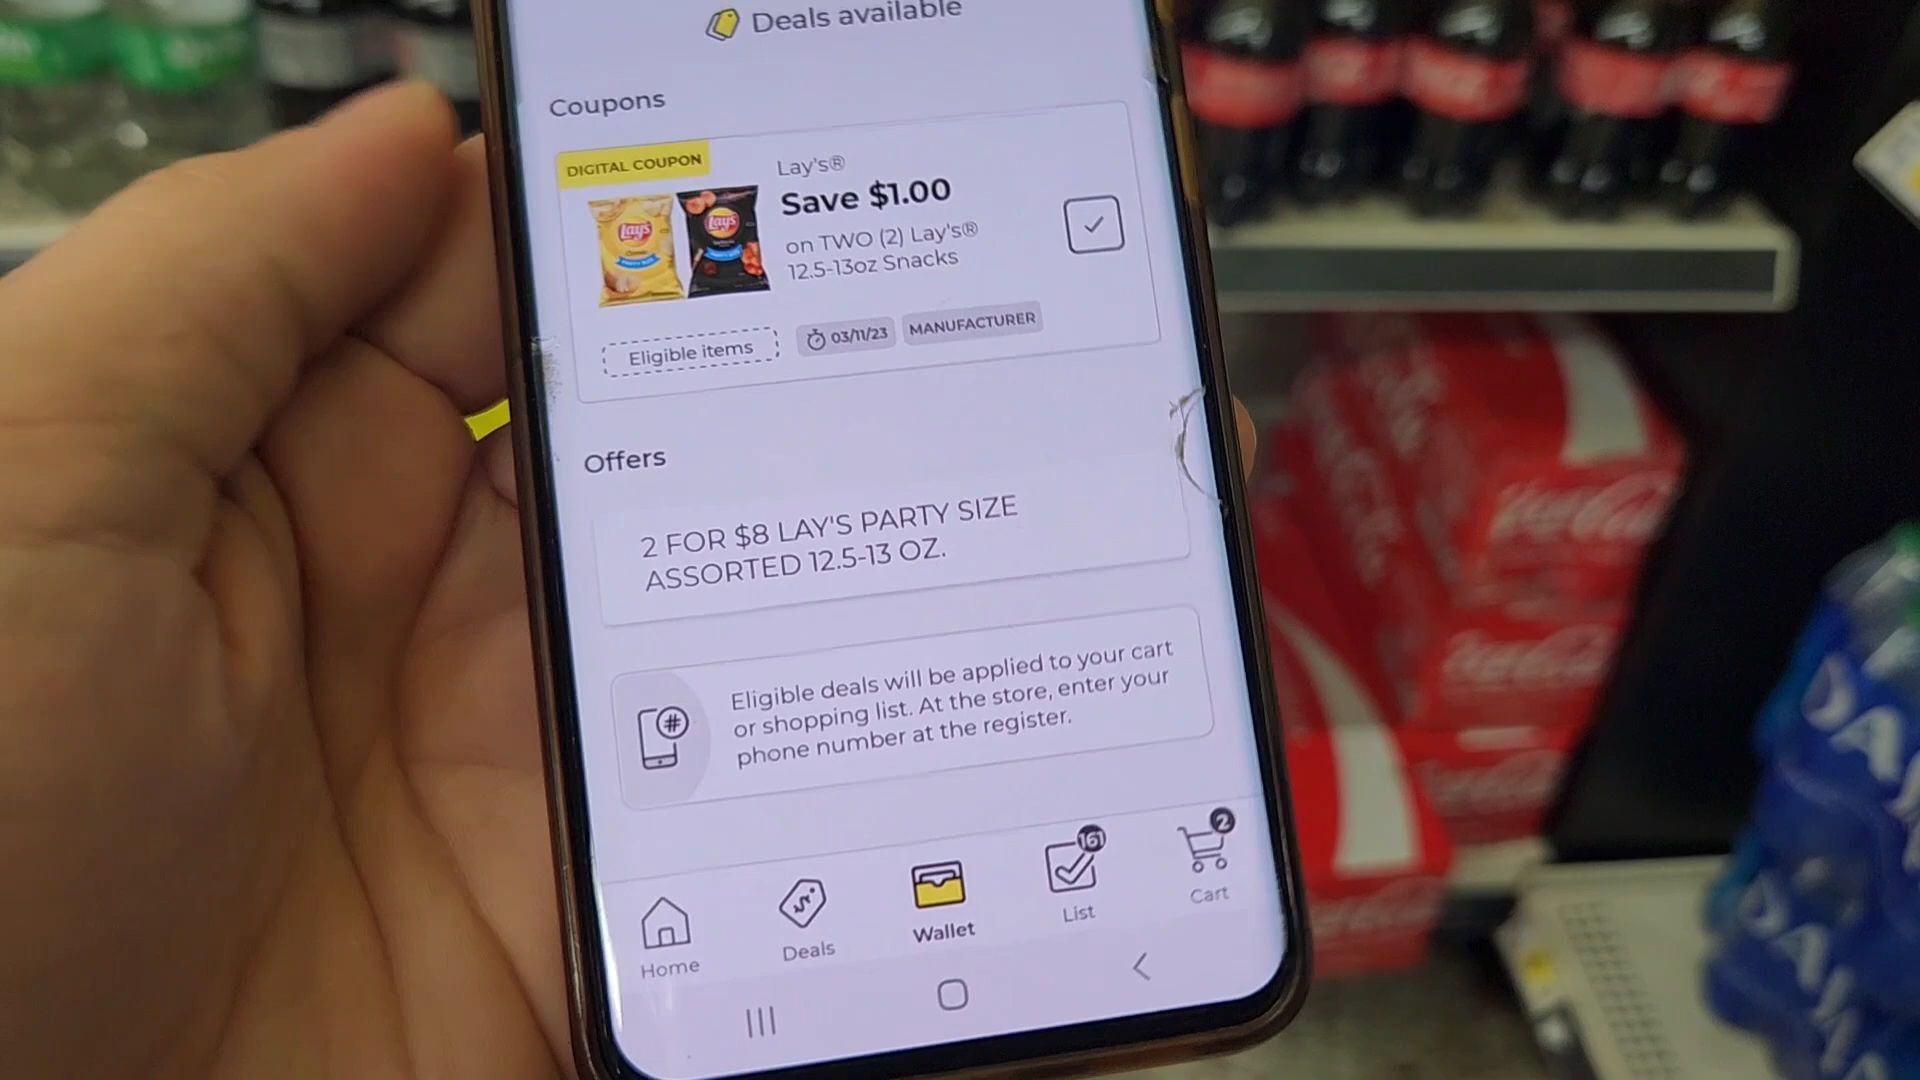 Deals available
Coupons
DIGITAL COUPON
Lay's®
Save $1.00
on TWO (2) Lay's®
12.5-13oz Snacks
Lay's
Lay's
Eligible items
03/11/23
MANUFACTURER
Offers
2 FOR $8 LAY'S PARTY SIZE
ASSORTED 12.5-13 OZ.
Eligible deals will be applied to your cart
or shopping list. At the store, enter your
phone number at the register.
#
Home
Deals
Wallet
161
List
2
Cart